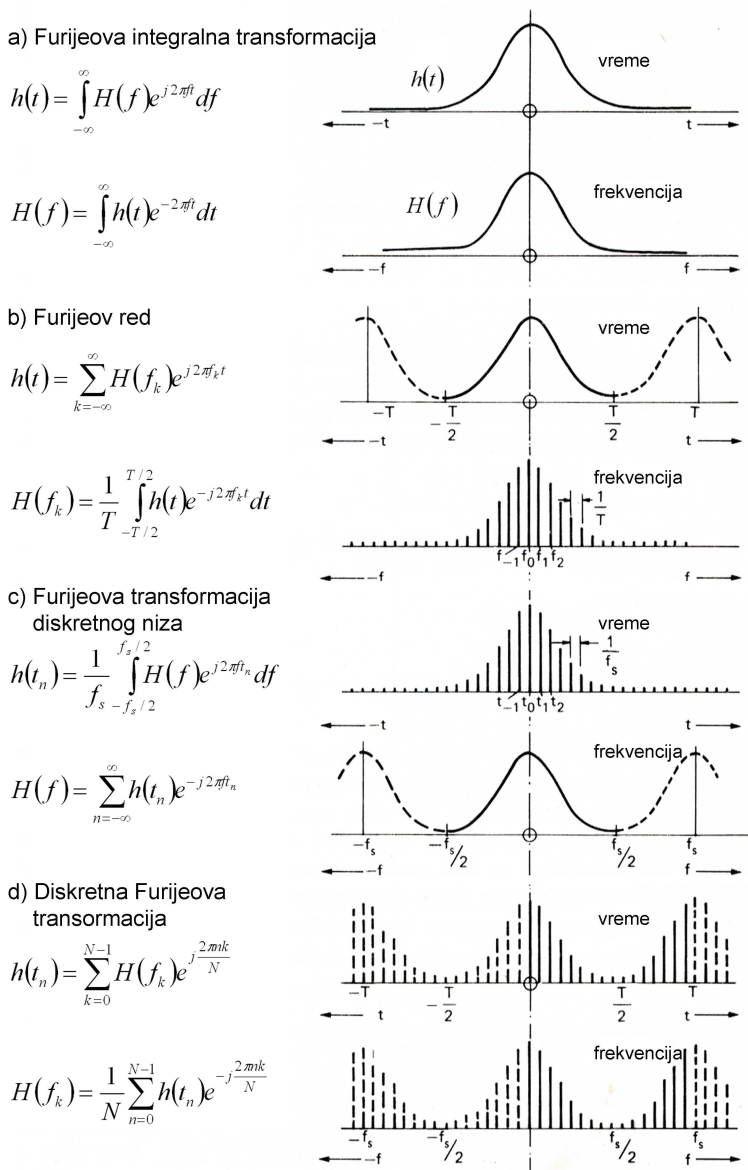 a) Furijeova integralna transformacija
h(t) = ∫_{-∞}^{∞} H(f)e^{j2πft} df
h(t)
vreme
−t
t
H(f) = ∫_{-∞}^{∞} h(t)e^{-2πft} dt
H(f)
frekvencija
−f
f
b) Furijeov red
h(t) = ∑_{k=-∞}^{∞} H(f_k)e^{j2πf_k t}
vreme
−T
−T/2
T/2
T
−t
t
H(f_k) = 1/T ∫_{-T/2}^{T/2} h(t)e^{-j2πf_k t} dt
frekvencija
1/T
f_{-1} f_0 f_1 f_2
−f
f
c) Furijeova transformacija
diskretnog niza
h(t_n) = 1/f_s ∫_{-f_s/2}^{f_s/2} H(f)e^{j2πft_n} df
vreme
1/f_s
t_{-1} t_0 t_1 t_2
−t
t
H(f) = ∑_{n=-∞}^{∞} h(t_n)e^{-j2πft_n}
frekvencija
−f_s
−f_s/2
f_s/2
f_s
−f
f
d) Diskretna Furijeova
transormacija
h(t_n) = ∑_{k=0}^{N-1} H(f_k)e^{j2πnk/N}
vreme
−T
−T/2
T/2
T
t
t
H(f_k) = 1/N ∑_{n=0}^{N-1} h(t_n)e^{-j2πnk/N}
frekvencija
−f_s
−f_s/2
f_s/2
f_s
−f
f